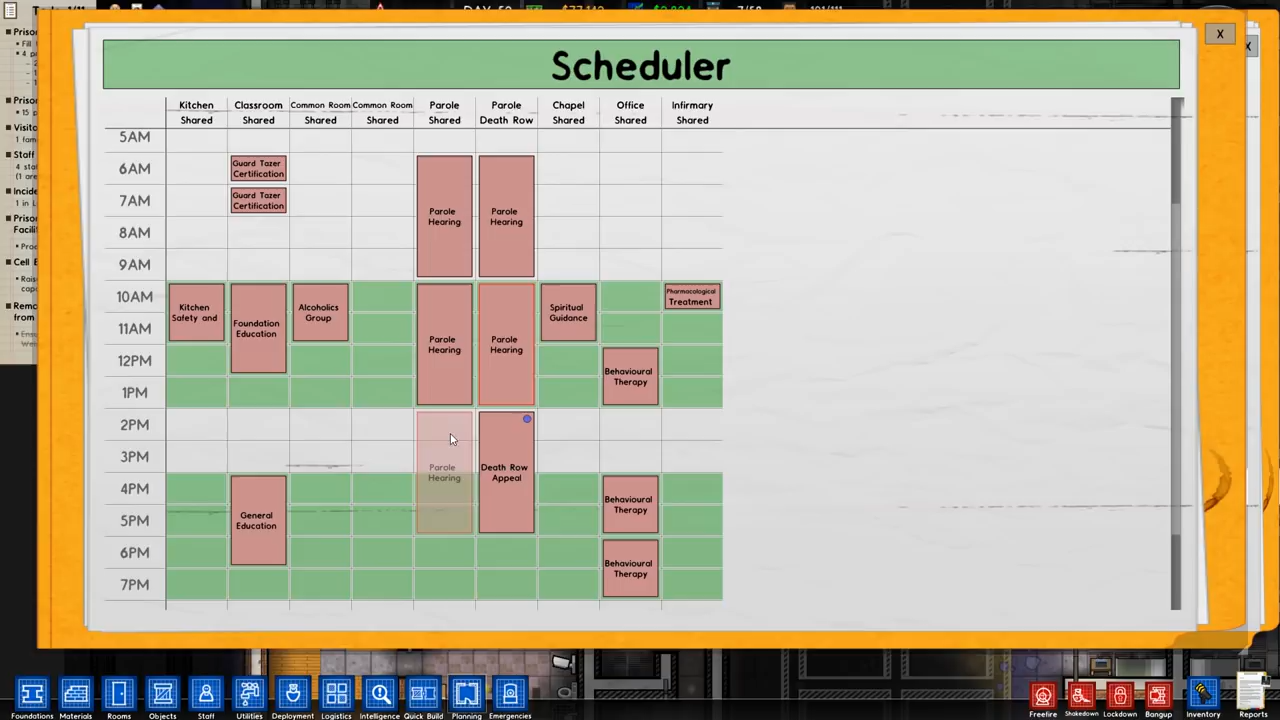 Scheduler
Kitchen Classroom Common Room Common Room Parole Parole Chapel Office Infirmary
Shared Shared Shared Shared Shared Death Row Shared Shared Shared
5AM
6AM
7AM
8AM
9AM
10AM
11AM
12PM
1PM
2PM
3PM
4PM
5PM
6PM
7PM
Guard Tazer
Certification
Guard Tazer
Certification
Parole
Hearing
Parole
Hearing
Kitchen
Safety and
Foundation
Education
Alcoholics
Group
Parole
Hearing
Parole
Hearing
Spiritual
Guidance
Pharmacological
Treatment
Behavioural
Therapy
Parole
Hearing
Death Row
Appeal
General
Education
Behavioural
Therapy
Behavioural
Therapy
X
X
Foundations Materials Rooms Objects Staff Utilities Deployment Logistics Intelligence Quick Build Planning Emergencies
Freefire Shakedown Lockdown Bangup Inventory Reports